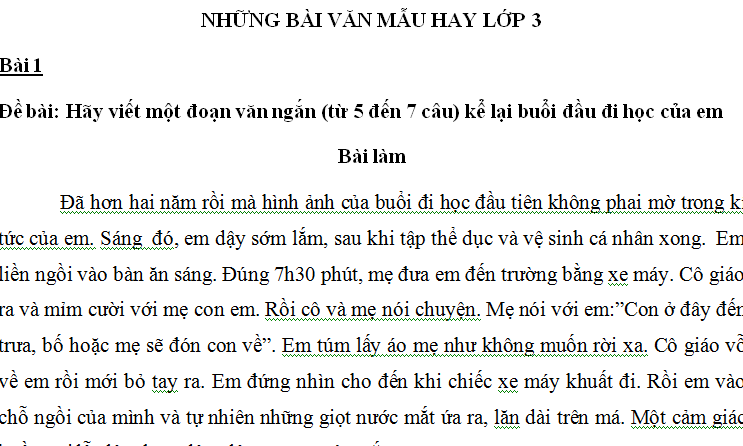 NHỮNG BÀI VĂN MẪU HAY LỚP 3
Bài 1
Đề bài: Hãy viết một đoạn văn ngắn (từ 5 đến 7 câu) kể lại buổi đầu đi học của em
Bài làm
Đã hơn hai năm rồi mà hình ảnh của buổi đi học đầu tiên không phai mờ trong kí
tức của em. Sáng đó, em dậy sớm lắm, sau khi tập thể dục và vệ sinh cá nhân xong. Em
liền ngồi vào bàn ăn sáng. Đúng 7h30 phút, mẹ đưa em đến trường bằng xe máy. Cô giáo
ra và mỉm cười với mẹ con em. Rồi cô và mẹ nói chuyện. Mẹ nói với em:”Con ở đây đến
trưa, bố hoặc mẹ sẽ đón con về”. Em túm lấy áo mẹ như không muốn rời xa. Cô giáo vỗ
về em rồi mới bỏ tay ra. Em đứng nhìn cho đến khi chiếc xe máy khuất đi. Rồi em vào
chỗ ngồi của mình và tự nhiên những giọt nước mắt ứa ra, lăn dài trên má. Một cảm giác